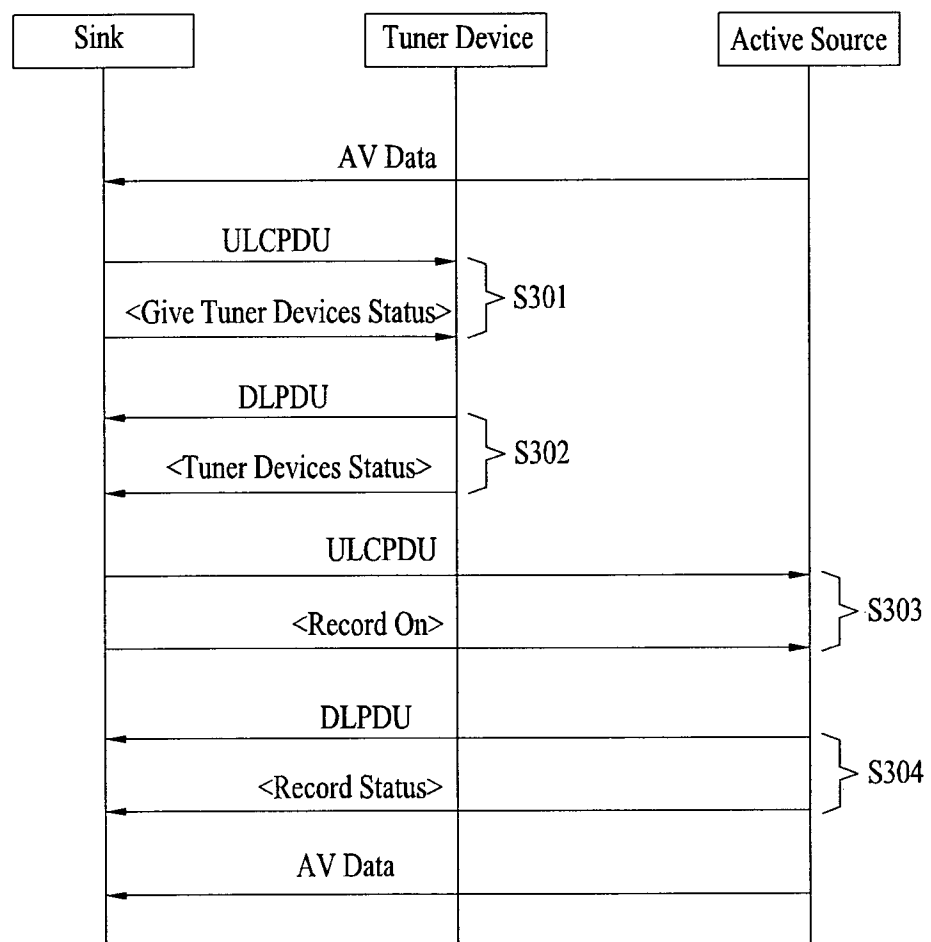 Sink
Tuner Device
Active Source
AV Data
ULCPDU
<Give Tuner Devices Status>
S301
DLPDU
<Tuner Devices Status>
S302
ULCPDU
<Record On>
S303
DLPDU
<Record Status>
S304
AV Data